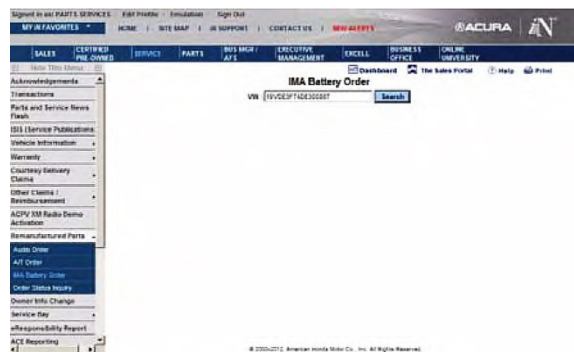 Signed in as: PARTS SERVICES Edit Profile Emulation Sign Out
MY iN FAVORITES HOME | SITE MAP | iN SUPPORT | CONTACT US | NEW ALERTS ACURA iN
SALES CERTIFIED PRE-OWNED SERVICE PARTS BUS MGR / AFS EXECUTIVE MANAGEMENT EXCELL BUSINESS OFFICE ONLINE UNIVERSITY
Hide This Menu Dashboard The Sales Portal Help Print
IMA Battery Order
VIN Search
Acknowledgements
Transactions
Parts and Service News Flash
ISIS (Service Publications
Vehicle Information
Warranty
Courtesy Delivery Claims
Other Claims / Reimbursement
ACPV XM Radio Demo Activation
Remanufactured Parts
Audio Order
A/T Order
IMA Battery Order
Order Status Inquiry
Owner Info Change
Service Bay
eResponsibility Report
ACE Reporting
American Honda Motor Co., Inc. All Rights Reserved.